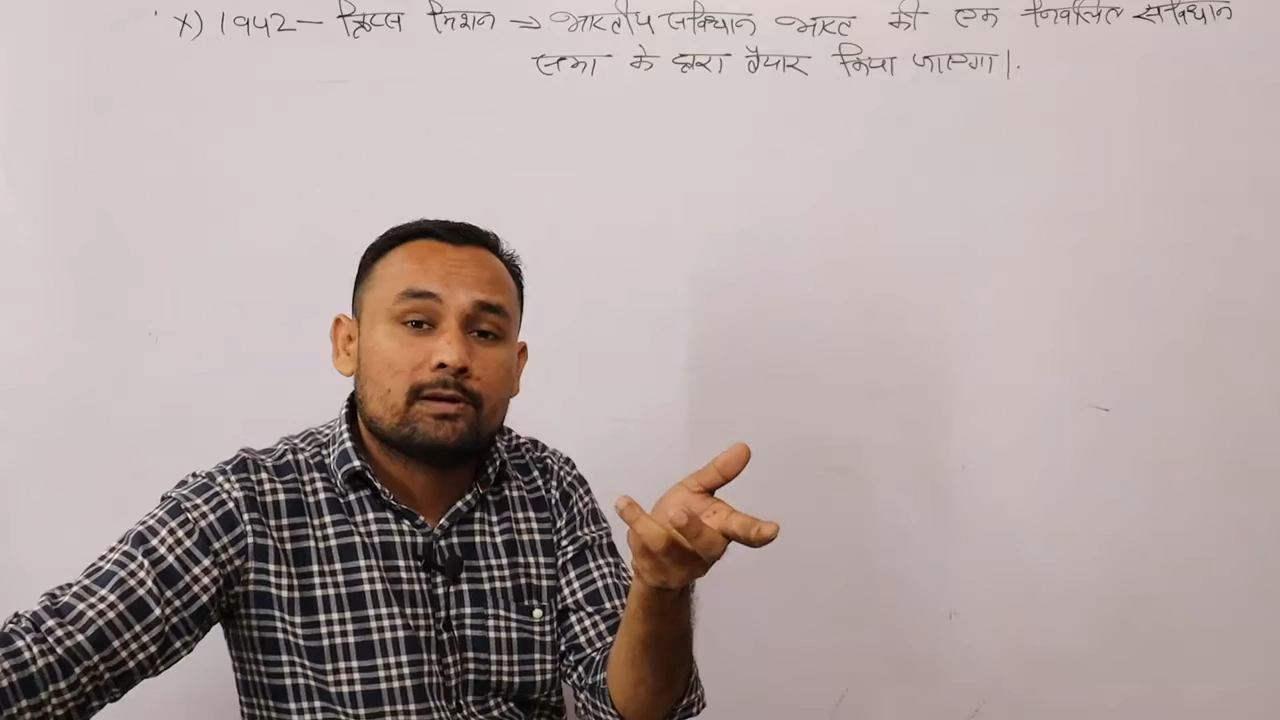 x) 1942 - क्रिप्स मिशन → भारतीय संविधान भारत की एक निर्वाचित संविधान
सभा के द्वारा तैयार किया जाएगा।